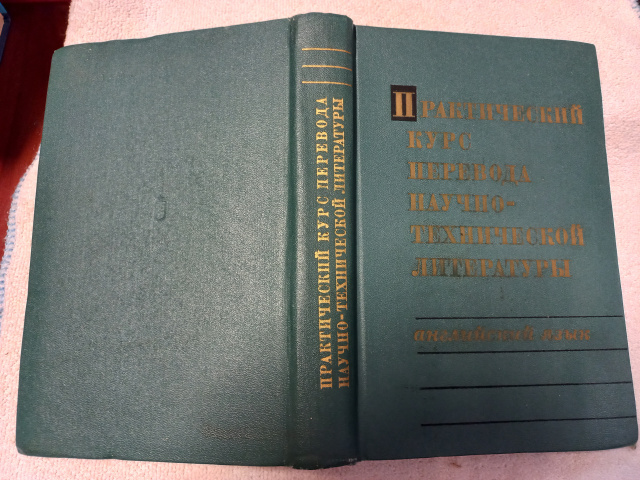 ПРАКТИЧЕСКИЙ КУРС ПЕРЕВОДА
НАУЧНО-ТЕХНИЧЕСКОЙ ЛИТЕРАТУРЫ
ПРАКТИЧЕСКИЙ
КУРС
ПЕРЕВОДА
НАУЧНО-
ТЕХНИЧЕСКОЙ
ЛИТЕРАТУРЫ
английский язык